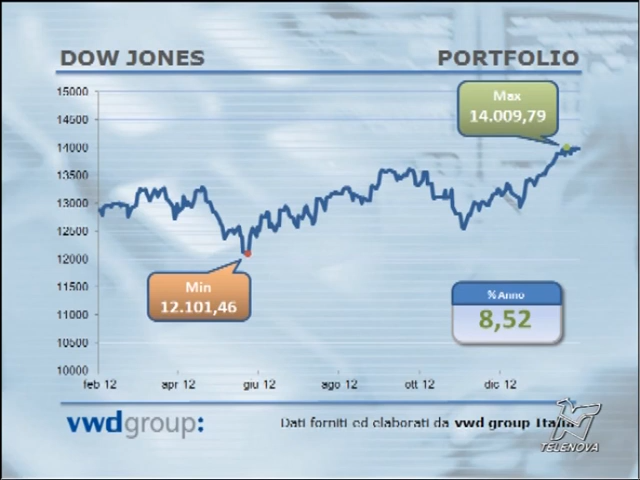 DOW JONES PORTFOLIO
15000
14500
14000
13500
13000
12500
12000
11500
11000
10500
10000
Max
14.009,79
Min
12.101,46
% Anno
8,52
feb 12 apr 12 giu 12 ago 12 ott 12 dic 12
vwdgroup:
Dati forniti ed elaborati da vwd group Italia
TELENOVA